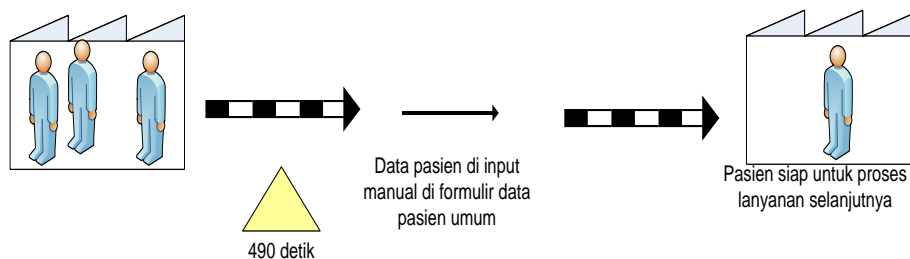 490 detik
Data pasien di input
manual di formulir data
pasien umum
Pasien siap untuk proses
lanyanan selanjutnya